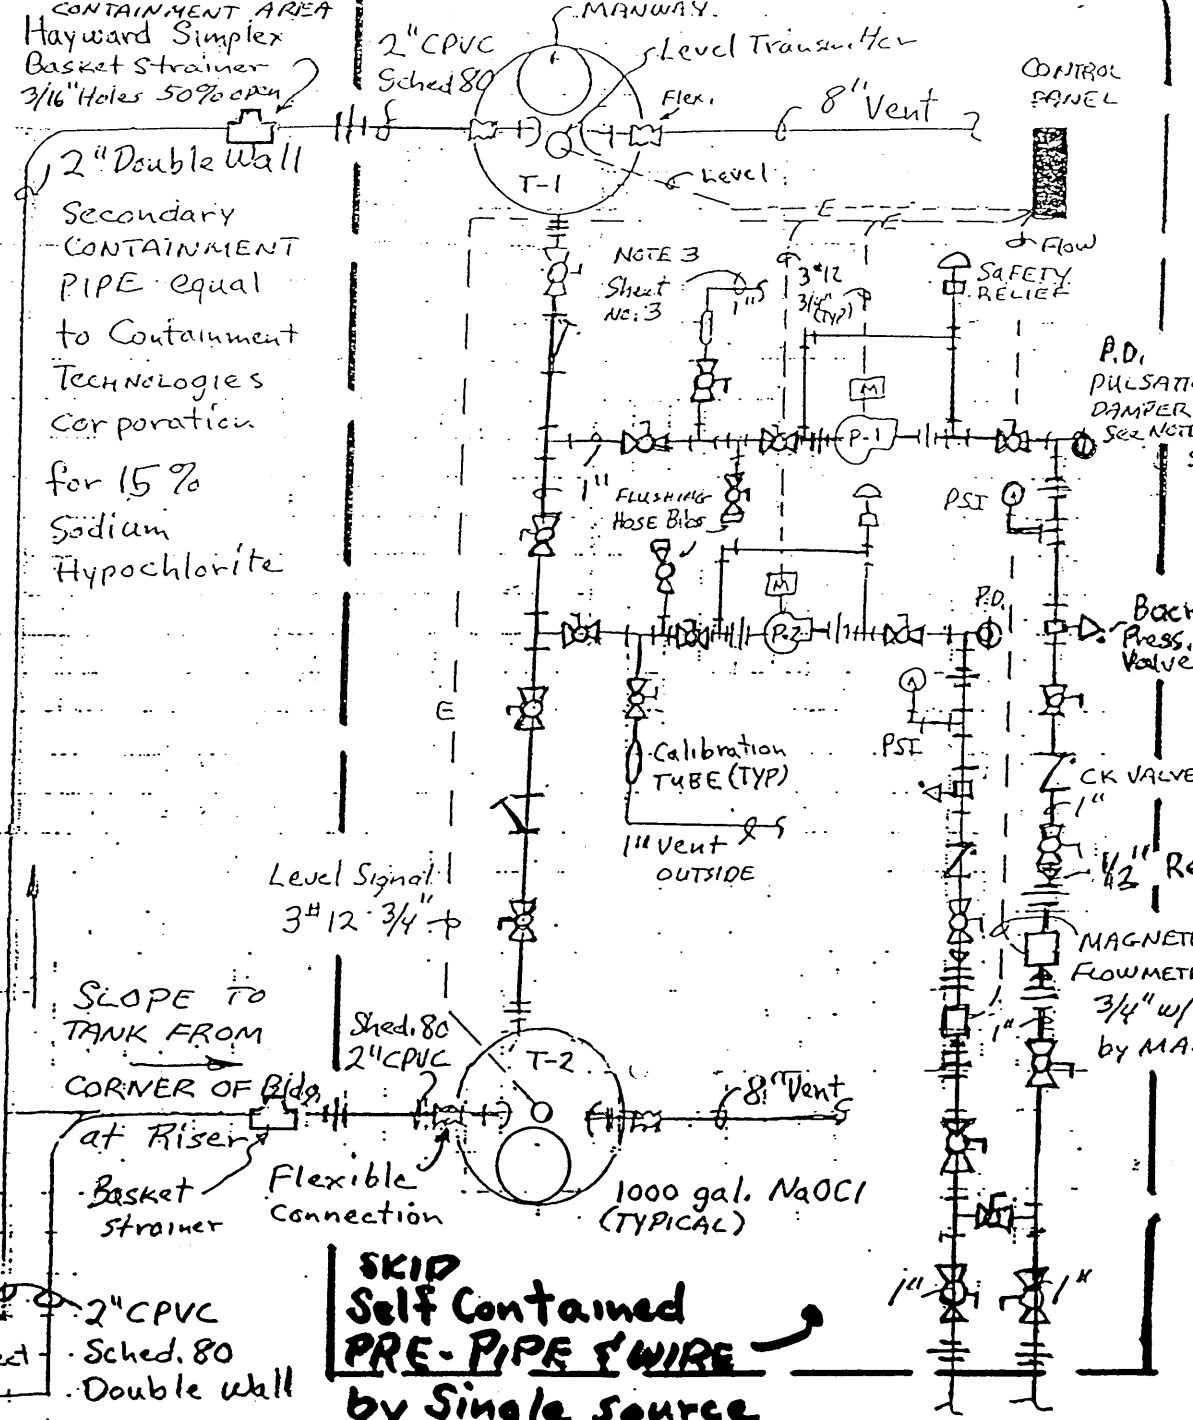 CONTAINMENT AREA
Hayward Simplex
Basket Strainer
3/16" Holes 50% open
2" CPVC
Sched 80
MANWAY.
Level Transmitter
Flex.
8" Vent
CONTROL
PANEL
2" Double Wall
Secondary
CONTAINMENT
PIPE equal
to Containment
TECHNOLOGIES
Corporation
for 15%
Sodium
Hypochlorite
T-1
Level
E
E
Flow
NOTE 3
Sheet
No: 3
1"
3#12
3/4"
(TYP)
SAFETY
RELIEF
P.D.
DAMPER
See NOTE
M
P-1
1"
FLUSHING
HOSE Bibs
PSI
M
P-2
P.D.
Press.
Valve
E
PSI
Calibration
TUBE (TYP)
CK VALVE
1"
1" Vent
OUTSIDE
1/2"
Level Signal
3#12 3/4"
3/4" w/
by
1"
SLOPE TO
TANK FROM
CORNER OF Bldg
at Riser
Shed. 80
2" CPVC
T-2
8" Vent
Basket
strainer
Flexible
Connection
1000 gal. NaOCl
(TYPICAL)
SKID
Self Contained
PRE-PIPE & WIRE
by Single source
1"
1"
2" CPVC
Sched. 80
Double wall